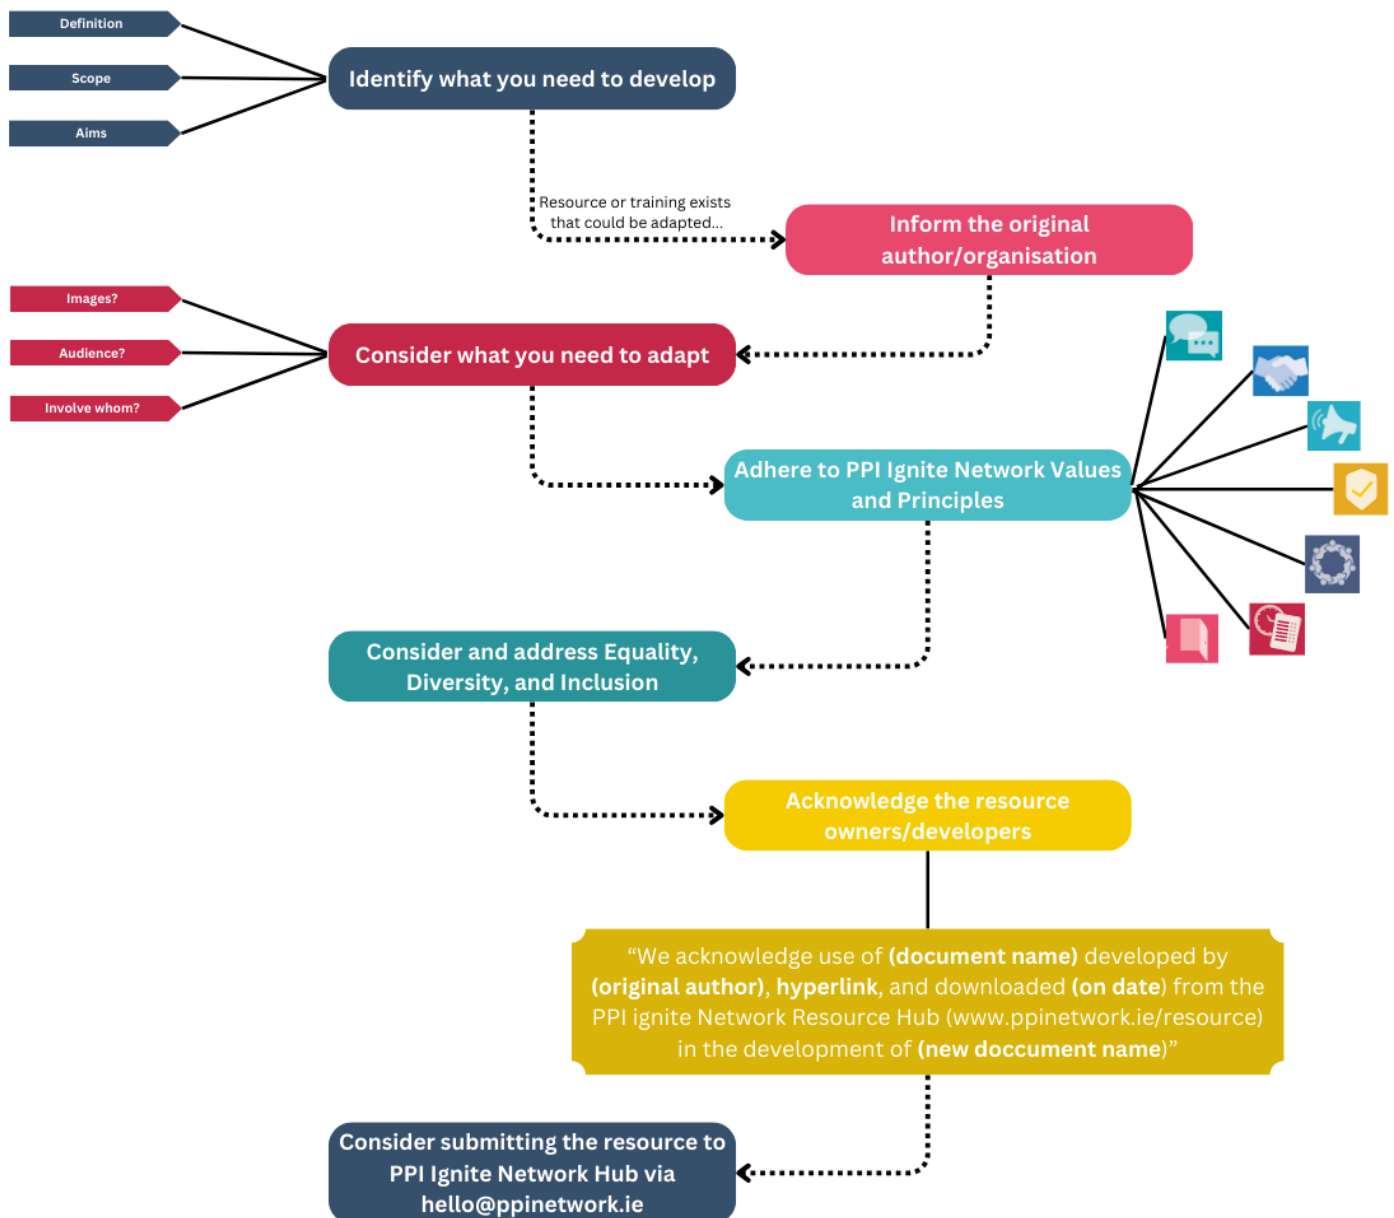 Definition
Scope
Aims
Identify what you need to develop
Resource or training exists
that could be adapted...
Inform the original
author/organisation
Images?
Audience?
Involve whom?
Consider what you need to adapt
Adhere to PPI Ignite Network Values
and Principles
Consider and address Equality,
Diversity, and Inclusion
Acknowledge the resource
owners/developers
“We acknowledge use of (document name) developed by
(original author), hyperlink, and downloaded (on date) from the
PPI ignite Network Resource Hub (www.ppinetwork.ie/resource)
in the development of (new doccument name)”
Consider submitting the resource to
PPI Ignite Network Hub via
hello@ppinetwork.ie